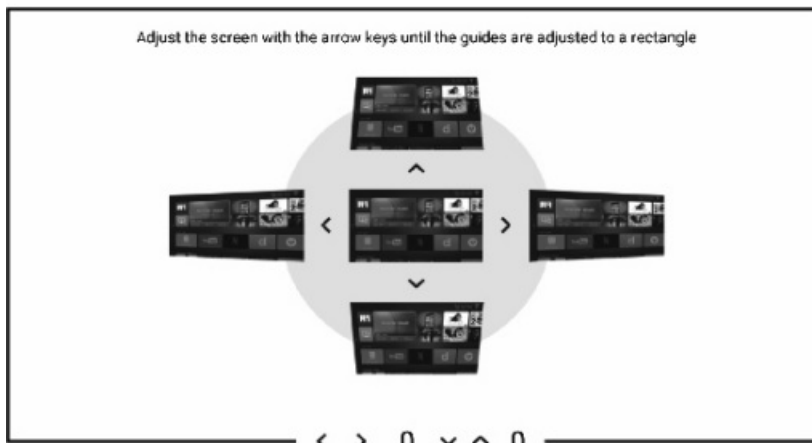 Adjust the screen with the arrow keys until the guides are adjusted to a rectangle